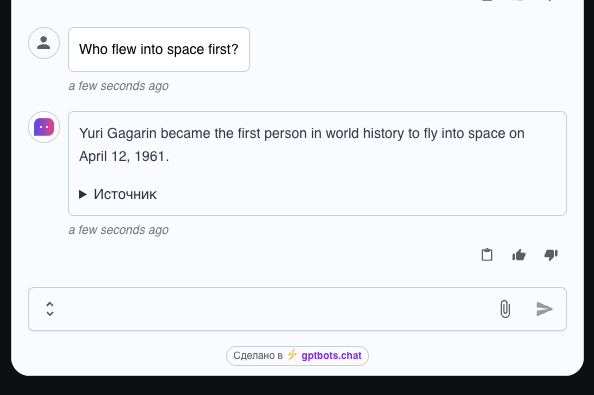 Who flew into space first?
a few seconds ago
Yuri Gagarin became the first person in world history to fly into space on
April 12, 1961.
Источник
a few seconds ago
Сделано в ⚡ gptbots.chat